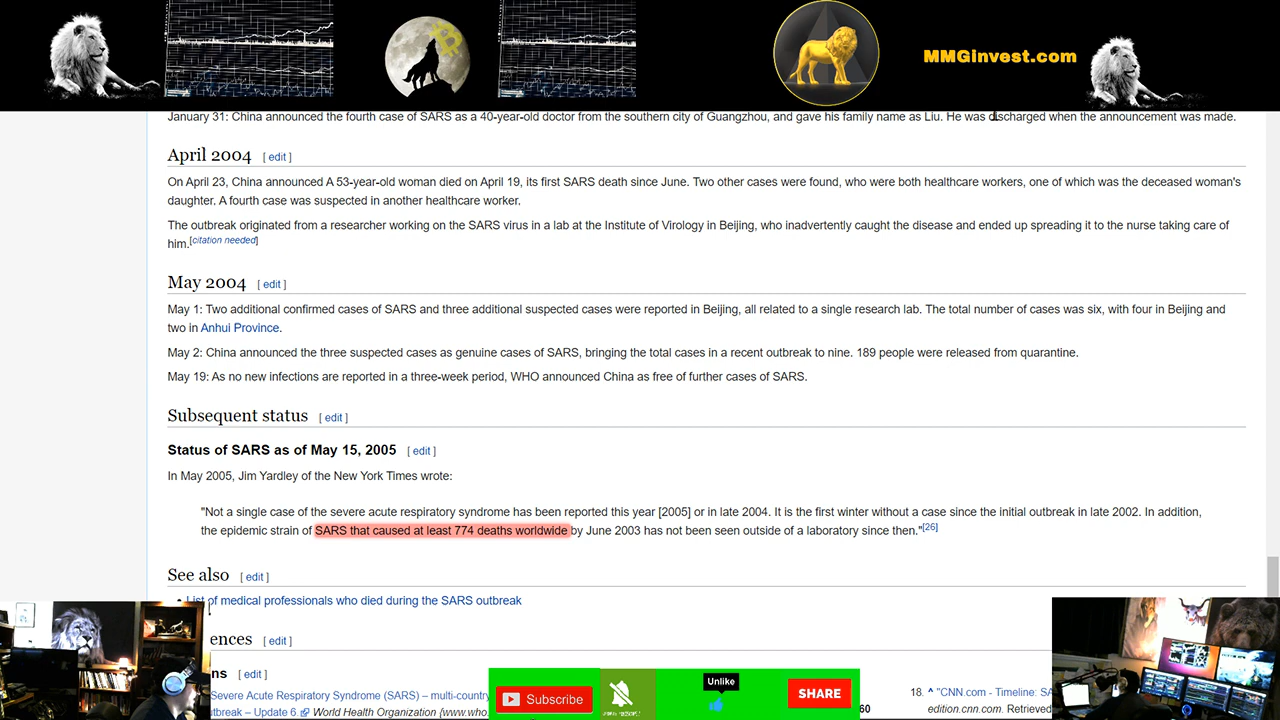 MMGinvest.com
January 31: China announced the fourth case of SARS as a 40-year-old doctor from the southern city of Guangzhou, and gave his family name as Liu. He was discharged when the announcement was made.
April 2004 [ edit ]
On April 23, China announced A 53-year-old woman died on April 19, its first SARS death since June. Two other cases were found, who were both healthcare workers, one of which was the deceased woman's
daughter. A fourth case was suspected in another healthcare worker.
The outbreak originated from a researcher working on the SARS virus in a lab at the Institute of Virology in Beijing, who inadvertently caught the disease and ended up spreading it to the nurse taking care of
him.[citation needed]
May 2004 [ edit ]
May 1: Two additional confirmed cases of SARS and three additional suspected cases were reported in Beijing, all related to a single research lab. The total number of cases was six, with four in Beijing and
two in Anhui Province.
May 2: China announced the three suspected cases as genuine cases of SARS, bringing the total cases in a recent outbreak to nine. 189 people were released from quarantine.
May 19: As no new infections are reported in a three-week period, WHO announced China as free of further cases of SARS.
Subsequent status [ edit ]
Status of SARS as of May 15, 2005 [ edit ]
In May 2005, Jim Yardley of the New York Times wrote:
"Not a single case of the severe acute respiratory syndrome has been reported this year [2005] or in late 2004. It is the first winter without a case since the initial outbreak in late 2002. In addition,
the epidemic strain of SARS that caused at least 774 deaths worldwide by June 2003 has not been seen outside of a laboratory since then."[26]
See also [ edit ]
• List of medical professionals who died during the SARS outbreak
ences [ edit ]
ns [ edit ]
Severe Acute Respiratory Syndrome (SARS) – multi-country
tbreak – Update 6 World Health Organization (www.who.
Subscribe
Unlike
SHARE
60
18. ^ "CNN.com - Timeline: SA
edition.cnn.com. Retrieved